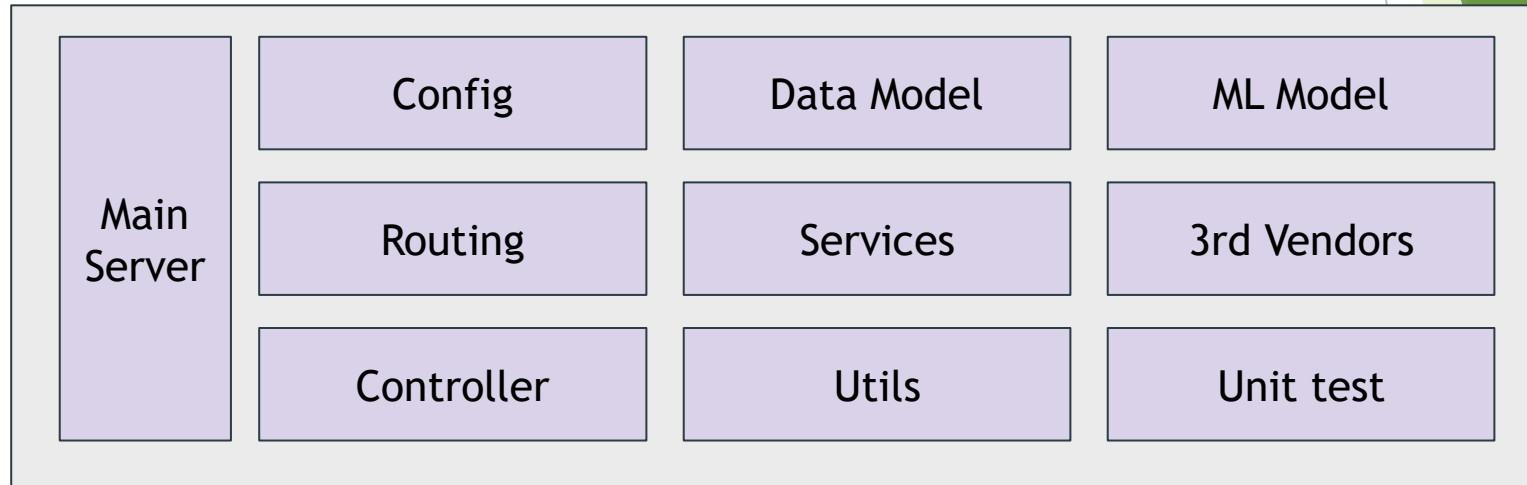 Main
Server
Config
Data Model
ML Model
Routing
Services
3rd Vendors
Controller
Utils
Unit test